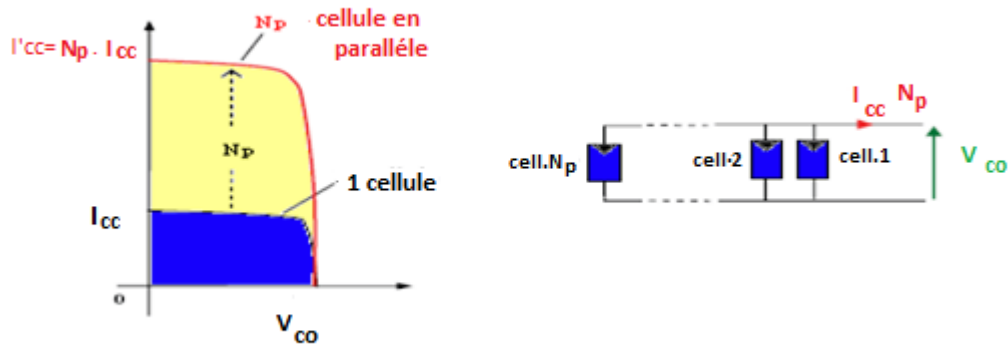 Np cellule en
paralléle
I'cc= Np . Icc
Np
1 cellule
Icc
o
Vco
Icc Np
cell.Np
cell.2
cell.1
Vco